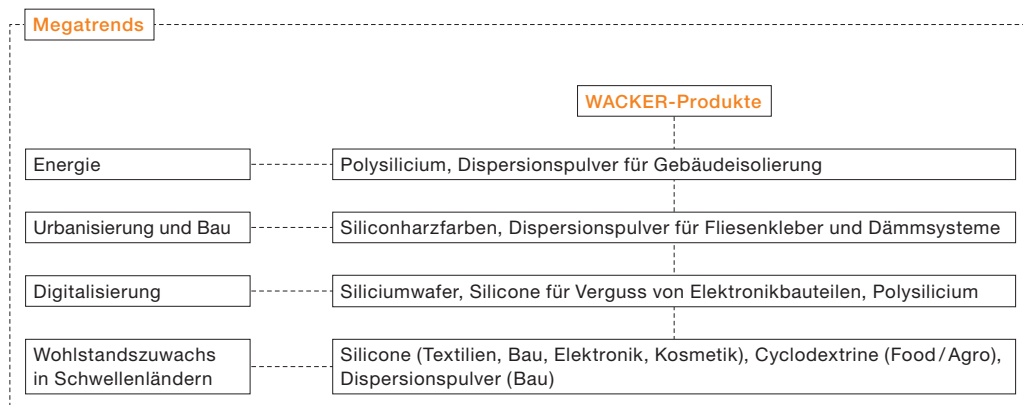 Megatrends
WACKER-Produkte
Energie
Polysilicium, Dispersionspulver für Gebäudeisolierung
Urbanisierung und Bau
Siliconharzfarben, Dispersionspulver für Fliesenkleber und Dämmsysteme
Digitalisierung
Siliciumwafer, Silicone für Verguss von Elektronikbauteilen, Polysilicium
Wohlstandszuwachs
in Schwellenländern
Silicone (Textilien, Bau, Elektronik, Kosmetik), Cyclodextrine (Food/Agro),
Dispersionspulver (Bau)